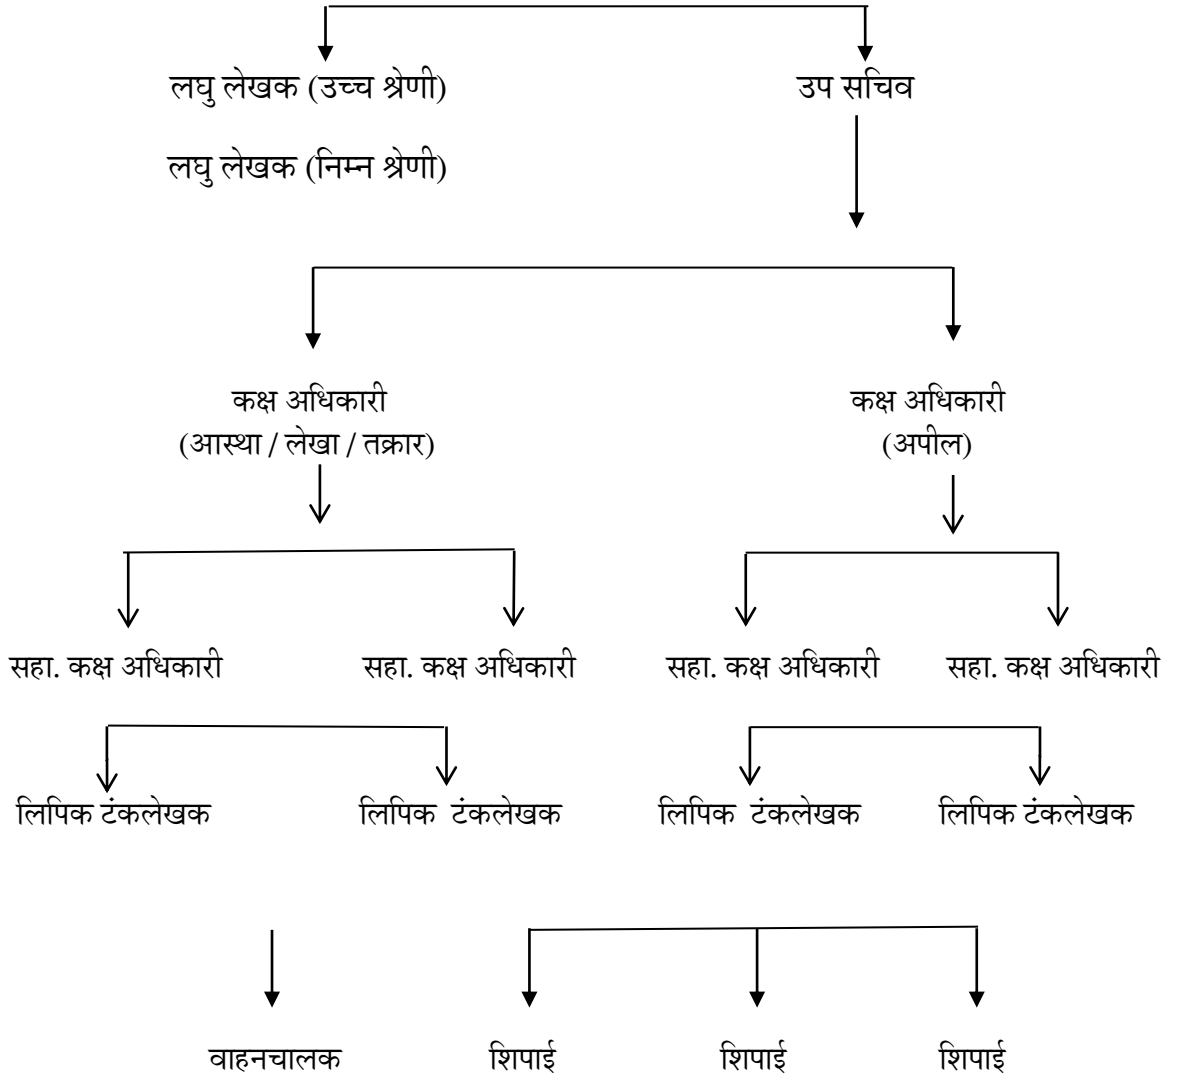 लघु लेखक (उच्च श्रेणी) उप सचिव
लघु लेखक (निम्न श्रेणी)
कक्ष अधिकारी कक्ष अधिकारी
(आस्था / लेखा / तक्रार) (अपील)
सहा. कक्ष अधिकारी सहा. कक्ष अधिकारी सहा. कक्ष अधिकारी सहा. कक्ष अधिकारी
लिपिक टंकलेखक लिपिक टंकलेखक लिपिक टंकलेखक लिपिक टंकलेखक
वाहनचालक शिपाई शिपाई शिपाई